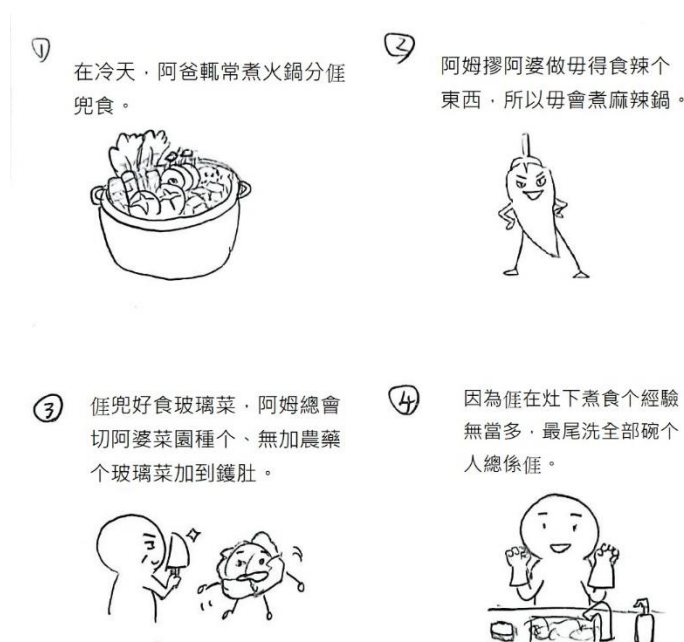 1
在冷天，阿爸輒常煮火鍋分𠊎
兜食。
2
阿姆摎阿婆做毋得食辣个
東西，所以毋會煮麻辣鍋。
3
𠊎兜好食玻璃菜，阿姆總會
切阿婆菜園種个、無加農藥
个玻璃菜加到鑊肚。
4
因為𠊎在灶下煮食个經驗
無當多，最尾洗全部碗个
人總係𠊎。